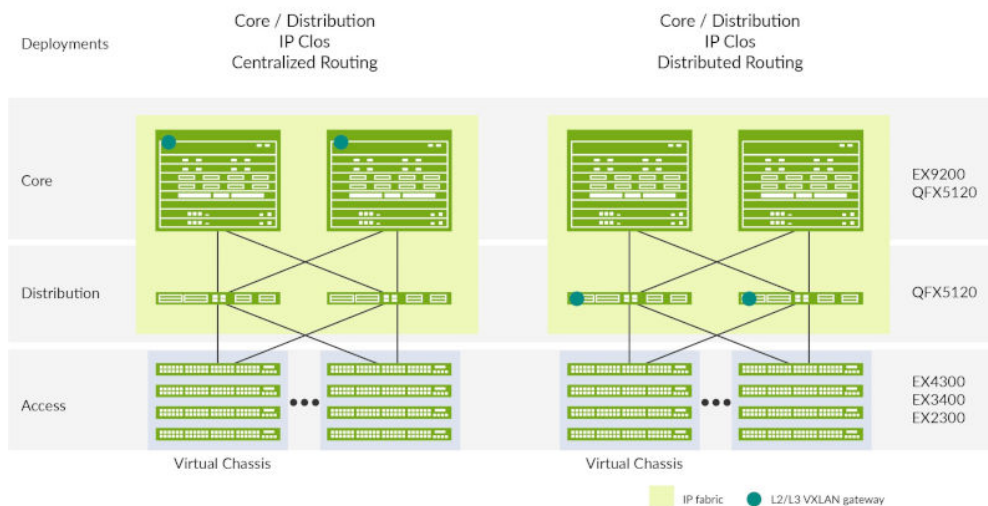 Deployments
Core / Distribution
IP Clos
Centralized Routing
Core / Distribution
IP Clos
Distributed Routing
Core
EX9200
QFX5120
Distribution
QFX5120
Access
EX4300
EX3400
EX2300
Virtual Chassis
Virtual Chassis
IP fabric
L2/L3 VXLAN gateway